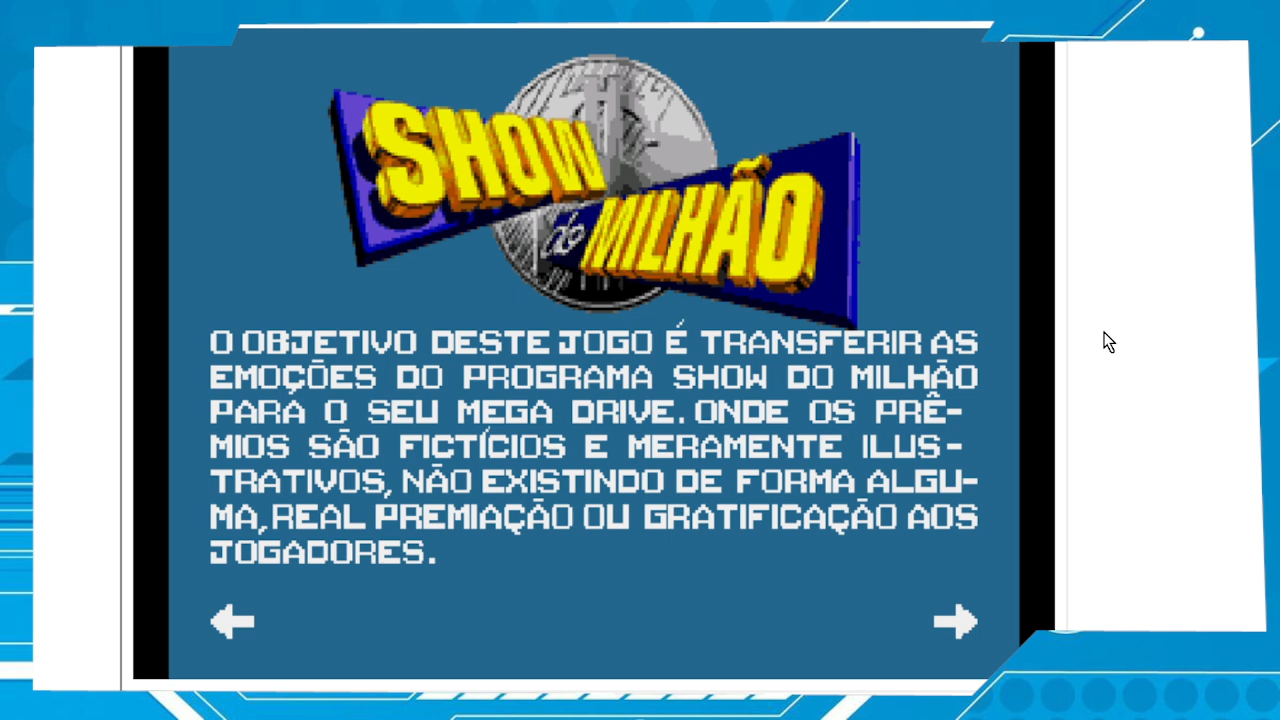 SHOW
do MILHÃO
O OBJETIVO DESTE JOGO É TRANSFERIR AS
EMOÇÕES DO PROGRAMA SHOW DO MILHÃO
PARA O SEU MEGA DRIVE. ONDE OS PRÊ-
MIOS SÃO FICTÍCIOS E MERAMENTE ILUS-
TRATIVOS, NÃO EXISTINDO DE FORMA ALGU-
MA, REAL PREMIAÇÃO OU GRATIFICAÇÃO AOS
JOGADORES.